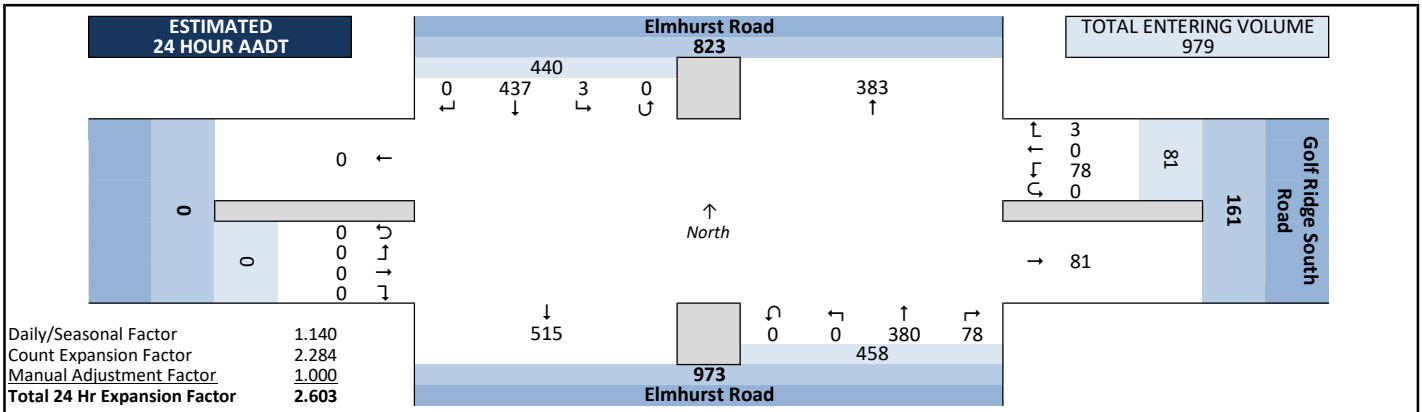 ESTIMATED
24 HOUR AADT
Elmhurst Road
823
TOTAL ENTERING VOLUME
979
440
0 437 3 0
↲ ↓ ↳ ↺
383
↑
0 ←
0
0
0 ⮌
0 ↱
0 →
0 ↴
↑
North
↑ 3
← 0
↓ 78
↺ 0
81
161
Golf Ridge South
Road
→ 81
↓
515
↶ ↰ ↑ ↱
0 0 380 78
458
973
Elmhurst Road
Daily/Seasonal Factor 1.140
Count Expansion Factor 2.284
Manual Adjustment Factor 1.000
Total 24 Hr Expansion Factor 2.603